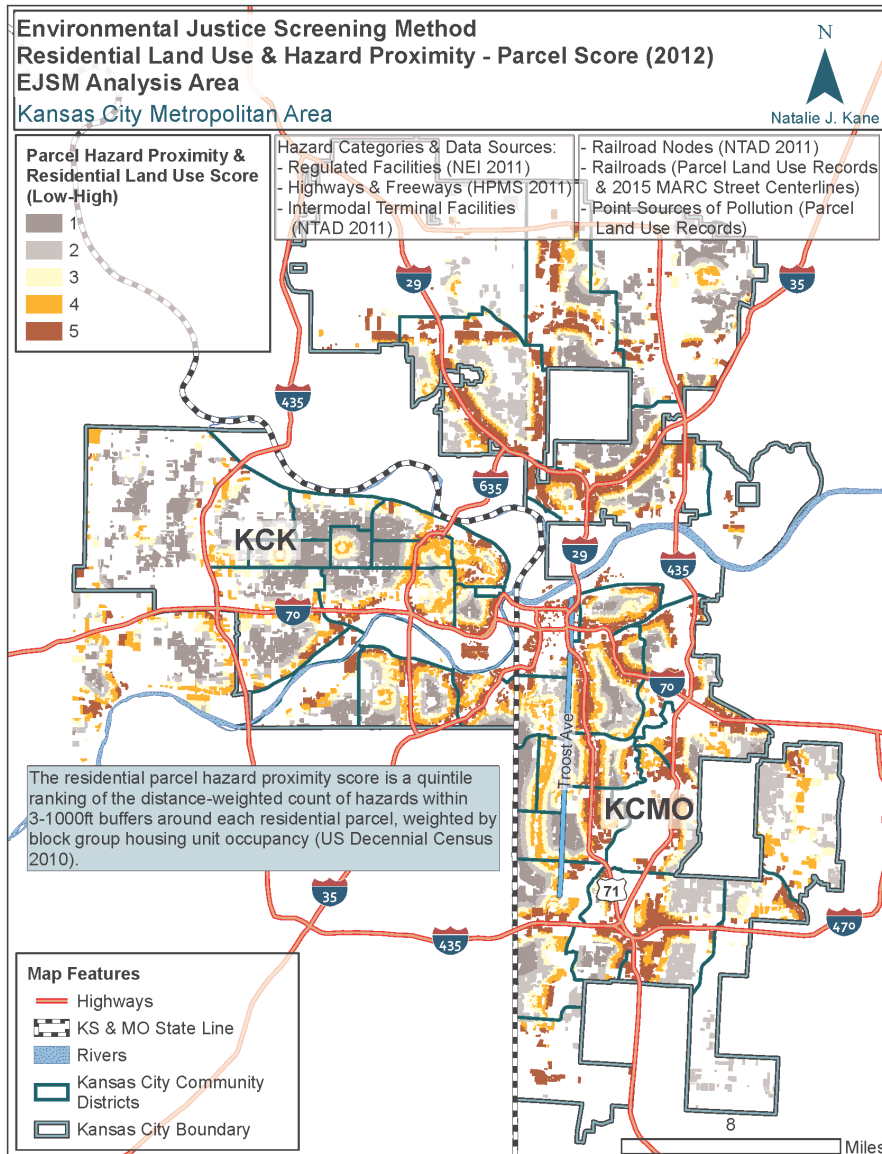 Environmental Justice Screening Method
Residential Land Use & Hazard Proximity - Parcel Score (2012)
EJSM Analysis Area
Kansas City Metropolitan Area
N
Natalie J. Kane
Parcel Hazard Proximity &
Residential Land Use Score
(Low-High)
1
2
3
4
5
Hazard Categories & Data Sources:
- Regulated Facilities (NEI 2011)
- Highways & Freeways (HPMS 2011)
- Intermodal Terminal Facilities
(NTAD 2011)
- Railroad Nodes (NTAD 2011)
- Railroads (Parcel Land Use Records
& 2015 MARC Street Centerlines)
- Point Sources of Pollution (Parcel
Land Use Records)
29
35
435
635
KCK
29
435
70
70
Troost Ave
KCMO
The residential parcel hazard proximity score is a quintile
ranking of the distance-weighted count of hazards within
3-1000ft buffers around each residential parcel, weighted by
block group housing unit occupancy (US Decennial Census
2010).
71
35
435
470
Map Features
Highways
KS & MO State Line
Rivers
Kansas City Community
Districts
Kansas City Boundary
8
Miles